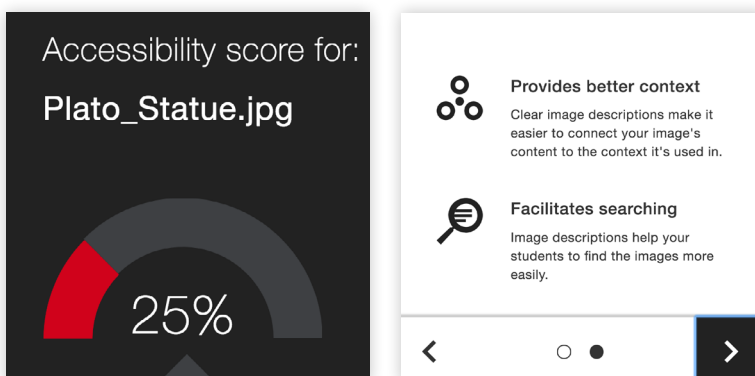 Accessibility score for:
Plato_Statue.jpg
25%
Provides better context
Clear image descriptions make it
easier to connect your image's
content to the context it's used in.
Facilitates searching
Image descriptions help your
students to find the images more
easily.